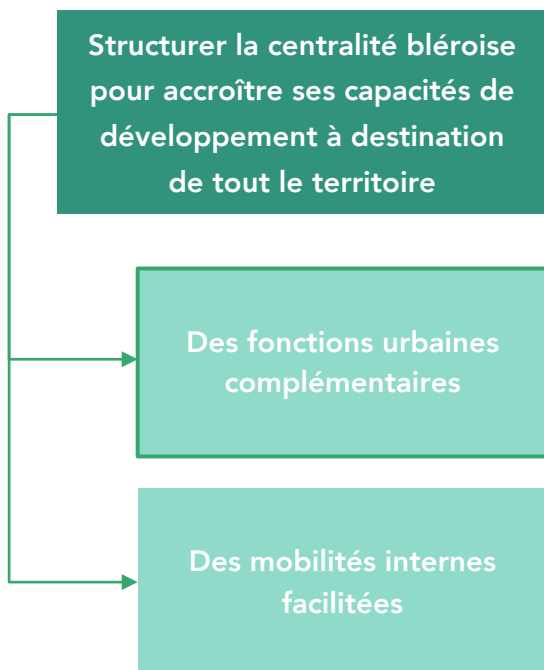 Structurer la centralité bléroise
pour accroître ses capacités de
développement à destination
de tout le territoire
Des fonctions urbaines
complémentaires
Des mobilités internes
facilitées